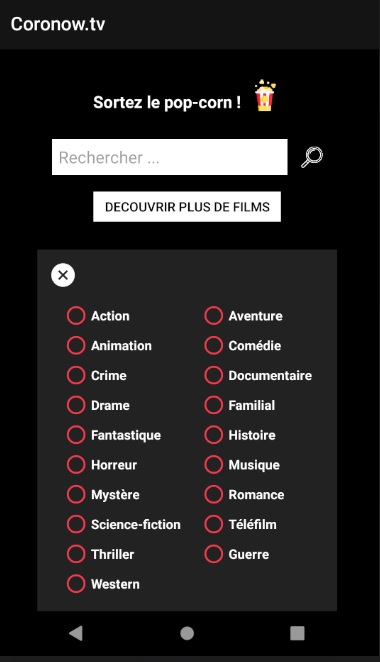 Coronow.tv
Sortez le pop-corn !
Rechercher ...
DECOUVRIR PLUS DE FILMS
Action
Aventure
Animation
Comédie
Crime
Documentaire
Drame
Familial
Fantastique
Histoire
Horreur
Musique
Mystère
Romance
Science-fiction
Téléfilm
Thriller
Guerre
Western